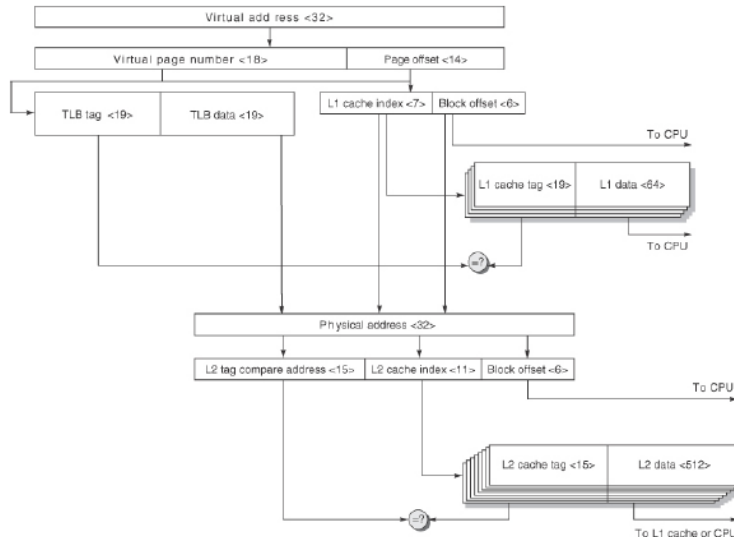 Virtual add ress <32>
Virtual page number <18> Page offset <14>
TLB tag <19> TLB data <19>
L1 cache index <7> Block offset <6>
To CPU
L1 cache tag <19> L1 data <64>
To CPU
=?
Physical address <32>
L2 tag compare address <15> L2 cache index <11> Block offset <6>
To CPU
L2 cache tag <15> L2 data <512>
=?
To L1 cache or CPU